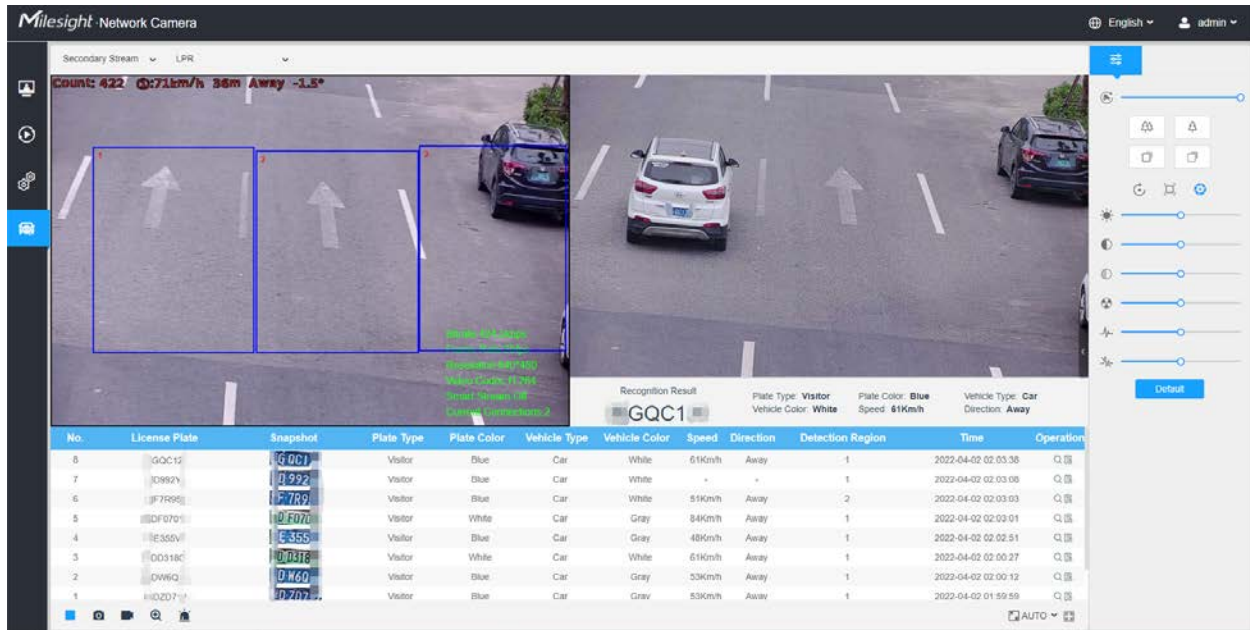 Milesight Network Camera
English
admin
Secondary Stream
LPR
Count: 422
:71km/h 36m Away -1.5°
1
2
3
Recognition Result
GQC1
Plate Type: Visitor
Plate Color: Blue
Vehicle Type: Car
Vehicle Color: White
Speed: 61Km/h
Direction: Away
Default
No. License Plate Snapshot Plate Type Plate Color Vehicle Type Vehicle Color Speed Direction Detection Region Time Operation
8 GQC12 GQC1 Visitor Blue Car White 61Km/h Away 1 2022-04-02 02:03:38
7 D992Y D 992 Visitor Blue Car White - - 1 2022-04-02 02:03:08
6 F7R95 F 7R9 Visitor Blue Car White 51Km/h Away 2 2022-04-02 02:03:03
5 DF070 D F070 Visitor White Car Gray 84Km/h Away 1 2022-04-02 02:03:01
4 E355V E 355 Visitor Blue Car Gray 48Km/h Away 1 2022-04-02 02:02:51
3 DD318 D D318 Visitor White Car White 61Km/h Away 1 2022-04-02 02:00:27
2 DW6Q D W6Q Visitor Blue Car Gray 53Km/h Away 1 2022-04-02 02:00:12
1 DZD7 Visitor Blue Car Gray 53Km/h Away 1 2022-04-02 01:59:59
AUTO